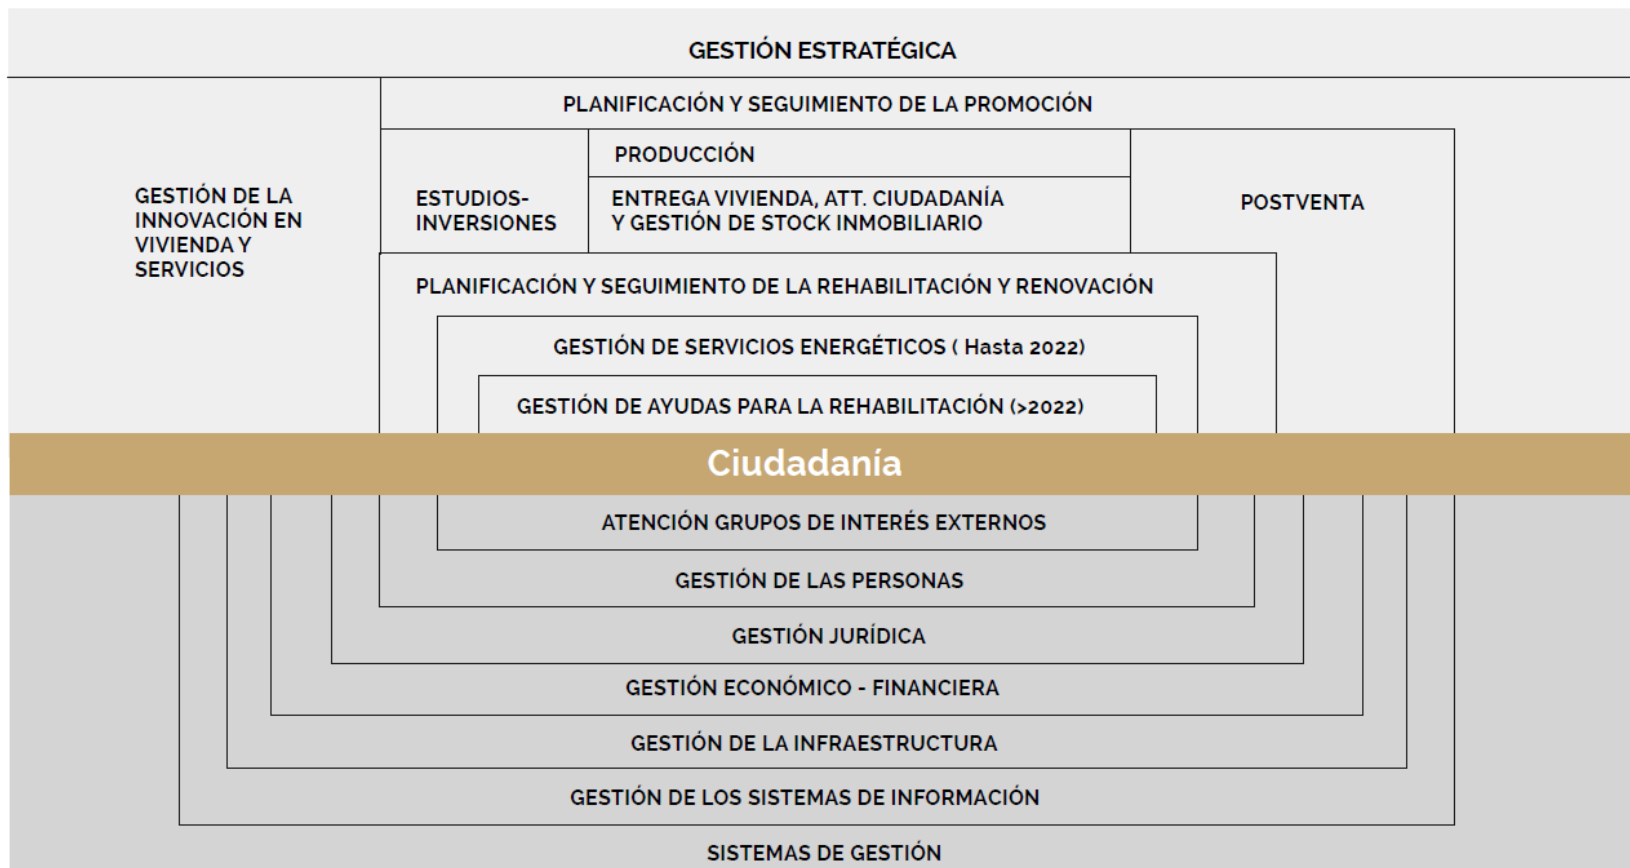 GESTIÓN ESTRATÉGICA
PLANIFICACIÓN Y SEGUIMIENTO DE LA PROMOCIÓN
GESTIÓN DE LA
INNOVACIÓN EN
VIVIENDA Y
SERVICIOS
ESTUDIOS-
INVERSIONES
PRODUCCIÓN
ENTREGA VIVIENDA, ATT. CIUDADANÍA
Y GESTIÓN DE STOCK INMOBILIARIO
POSTVENTA
PLANIFICACIÓN Y SEGUIMIENTO DE LA REHABILITACIÓN Y RENOVACIÓN
GESTIÓN DE SERVICIOS ENERGÉTICOS ( Hasta 2022)
GESTIÓN DE AYUDAS PARA LA REHABILITACIÓN (>2022)
Ciudadanía
ATENCIÓN GRUPOS DE INTERÉS EXTERNOS
GESTIÓN DE LAS PERSONAS
GESTIÓN JURÍDICA
GESTIÓN ECONÓMICO - FINANCIERA
GESTIÓN DE LA INFRAESTRUCTURA
GESTIÓN DE LOS SISTEMAS DE INFORMACIÓN
SISTEMAS DE GESTIÓN